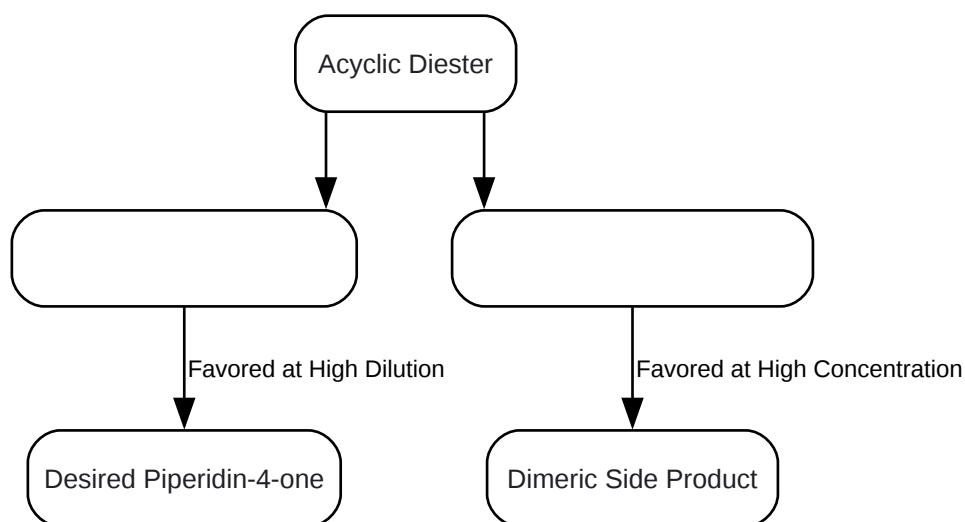 Acyclic Diester
Favored at High Dilution
Favored at High Concentration
Desired Piperidin-4-one
Dimeric Side Product